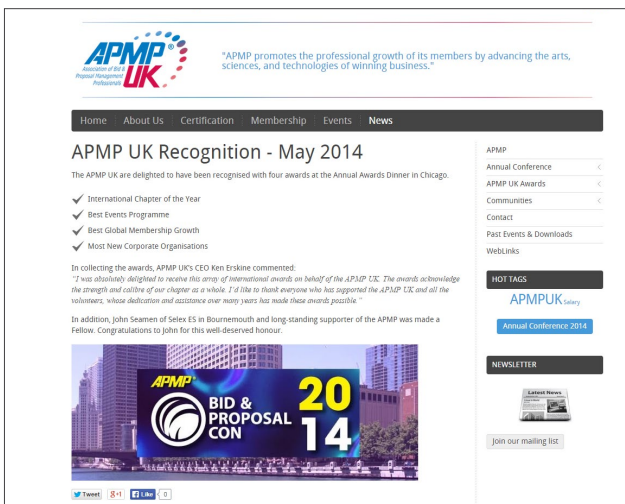 APMP ®
Association of Bid &
Proposal Management
Professionals
UK
"APMP promotes the professional growth of its members by advancing the arts,
sciences, and technologies of winning business."
Home About Us Certification Membership Events News
APMP UK Recognition - May 2014
The APMP UK are delighted to have been recognised with four awards at the Annual Awards Dinner in Chicago.
International Chapter of the Year
Best Events Programme
Best Global Membership Growth
Most New Corporate Organisations
In collecting the awards, APMP UK's CEO Ken Erskine commented:
"I was absolutely delighted to receive this array of international awards on behalf of the APMP UK. The awards acknowledge
the strength and calibre of our chapter as a whole. I'd like to thank everyone who has supported the APMP UK and all the
volunteers, whose dedication and assistance over many years has made these awards possible."
In addition, John Seamen of Selex ES in Bournemouth and long-standing supporter of the APMP was made a
Fellow. Congratulations to John for this well-deserved honour.
APMP
BID &
PROPOSAL
CON
20
14
Tweet g+1 Like 0
APMP
Annual Conference
APMP UK Awards
Communities
Contact
Past Events & Downloads
WebLinks
HOT TAGS
APMPUK Salary
Annual Conference 2014
NEWSLETTER
Latest News
Join our mailing list